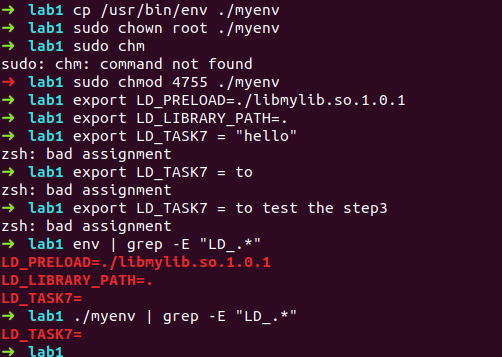 ➜ lab1 cp /usr/bin/env ./myenv
➜ lab1 sudo chown root ./myenv
➜ lab1 sudo chm
sudo: chm: command not found
➜ lab1 sudo chmod 4755 ./myenv
➜ lab1 export LD_PRELOAD=./libmylib.so.1.0.1
➜ lab1 export LD_LIBRARY_PATH=.
➜ lab1 export LD_TASK7 = "hello"
zsh: bad assignment
➜ lab1 export LD_TASK7 = to
zsh: bad assignment
➜ lab1 export LD_TASK7 = to test the step3
zsh: bad assignment
➜ lab1 env | grep -E "LD_.*"
LD_PRELOAD=./libmylib.so.1.0.1
LD_LIBRARY_PATH=.
LD_TASK7=
➜ lab1 ./myenv | grep -E "LD_.*"
LD_TASK7=
➜ lab1